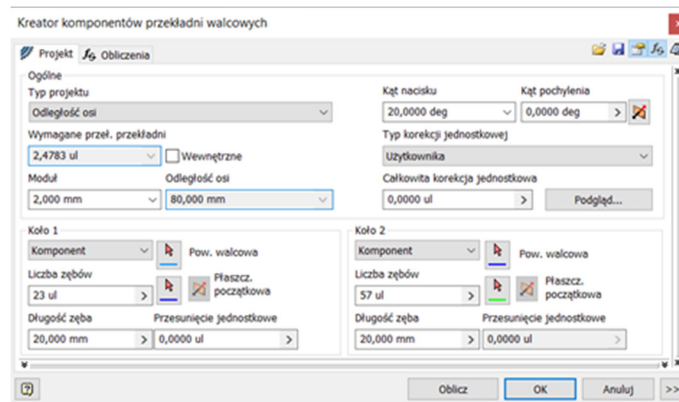 Kreator komponentów przekładni walcowych
Projekt fG Obliczenia
Ogólne
Typ projektu
Kąt nacisku Kąt pochylenia
Odległość osi
20,0000 deg 0,0000 deg >
Wymagane przeł. przekładni
Typ korekcji jednostkowej
2,4783 ul Wewnętrzne
Użytkownika
Moduł Odległość osi
Całkowita korekcja jednostkowa
2,000 mm 80,000 mm
0,0000 ul > Podgląd...
Koło 1 Koło 2
Komponent Pow. walcowa Komponent Pow. walcowa
Liczba zębów Płaszcz. początkowa Liczba zębów Płaszcz. początkowa
23 ul > 57 ul >
Długość zęba Przesunięcie jednostkowe Długość zęba Przesunięcie jednostkowe
20,000 mm > 0,0000 ul > 20,000 mm > 0,0000 ul >
? Oblicz OK Anuluj >>